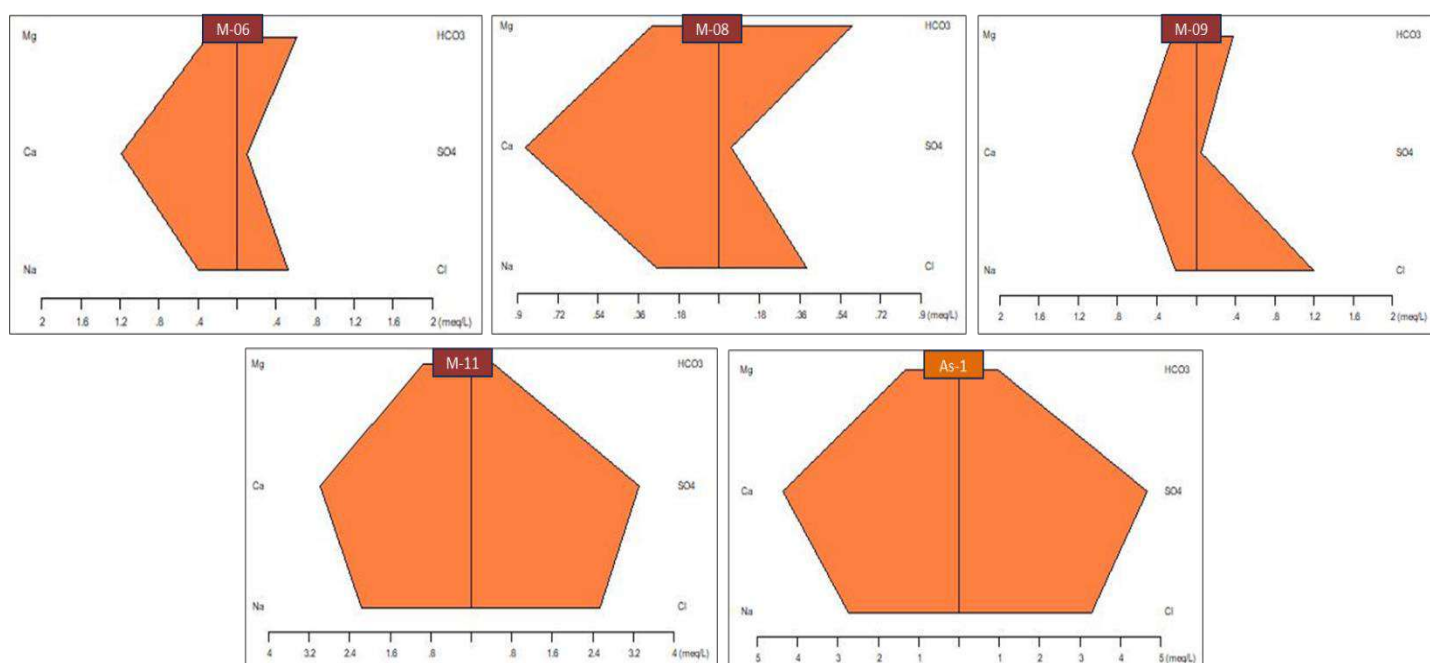 M-06
Mg HCO3
Ca SO4
Na Cl
2 1.6 1.2 .8 .4 .4 .8 1.2 1.6 2 (meq/L)
M-08
Mg HCO3
Ca SO4
Na Cl
.9 .72 .54 .36 .18 .18 .36 .54 .72 .9 (meq/L)
M-09
Mg HCO3
Ca SO4
Na Cl
2 1.6 1.2 .8 .4 .4 .8 1.2 1.6 2 (meq/L)
M-11
Mg HCO3
Ca SO4
Na Cl
4 3.2 2.4 1.6 .8 .8 1.6 2.4 3.2 4 (meq/L)
As-1
Mg HCO3
Ca SO4
Na Cl
5 4 3 2 1 1 2 3 4 5 (meq/L)